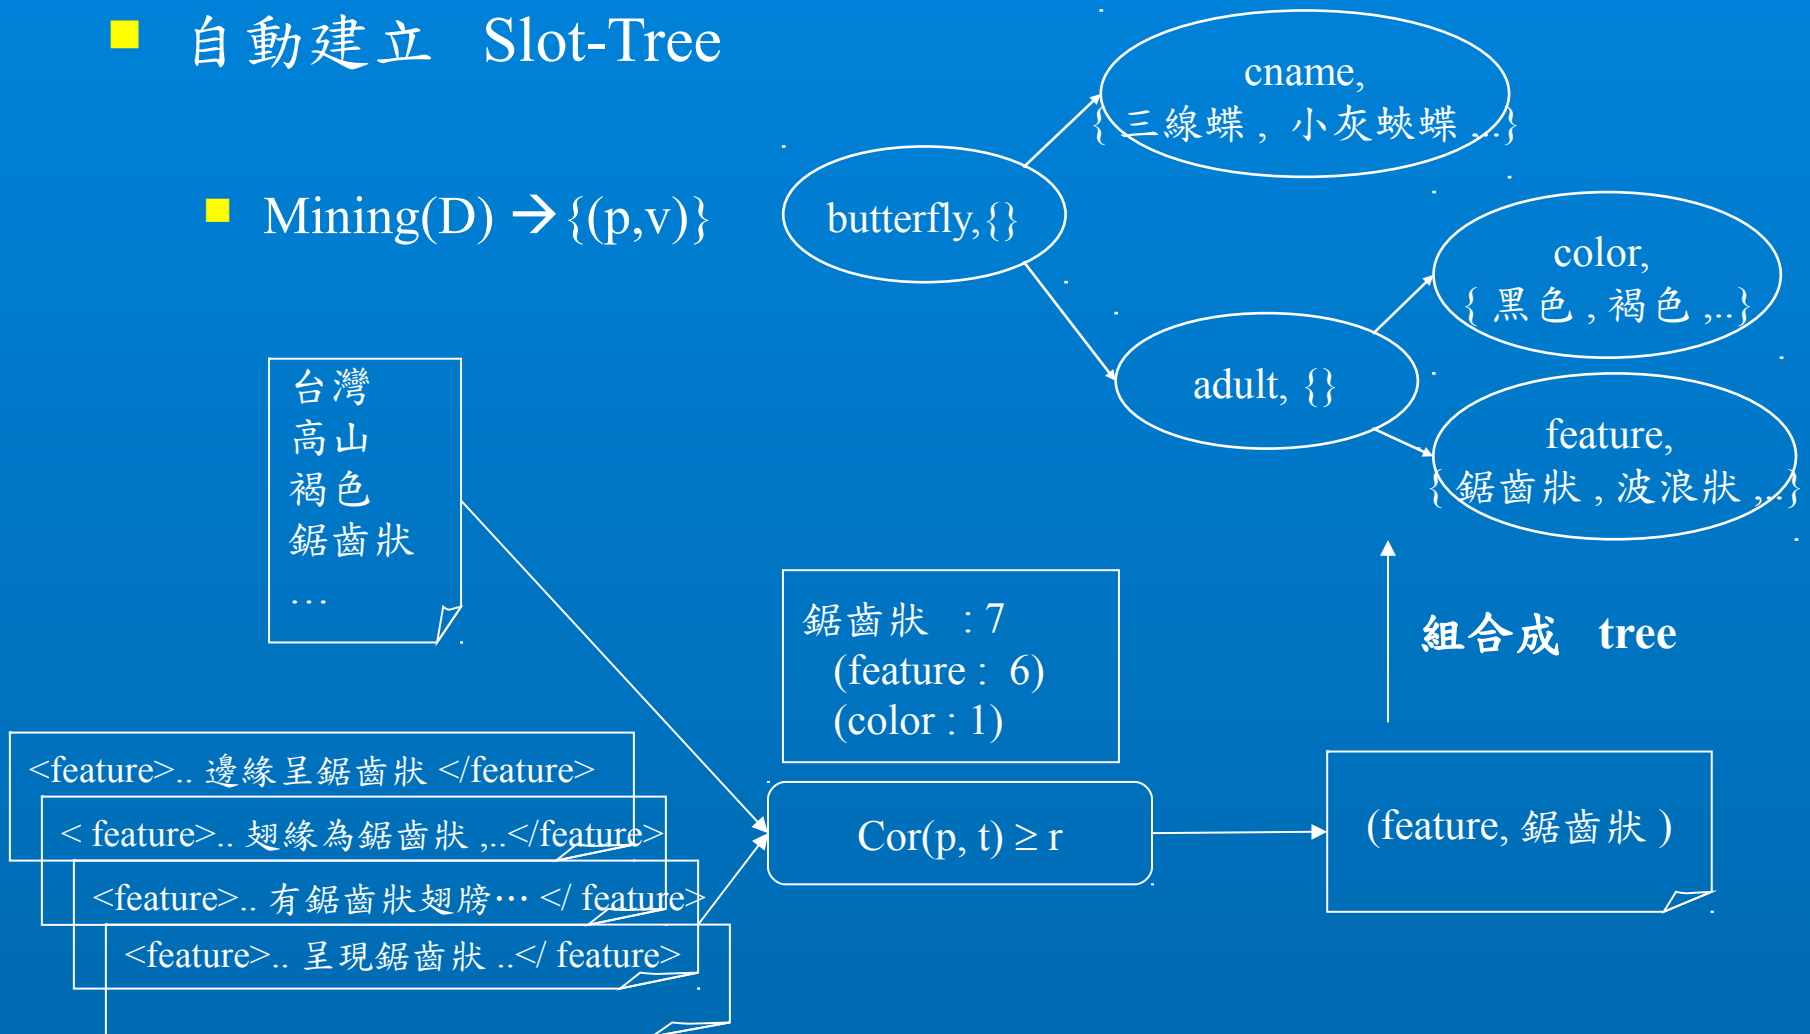 自動建立 Slot-Tree
Mining(D) → {(p,v)}
cname,
{ 三線蝶 , 小灰蛺蝶 ...}
butterfly,{}
color,
{ 黑色 , 褐色 ,..}
adult, {}
feature,
{ 鋸齒狀 , 波浪狀 ,..}
台灣
高山
褐色
鋸齒狀
…
鋸齒狀 : 7
(feature : 6)
(color : 1)
組合成 tree
<feature>.. 邊緣呈鋸齒狀 </feature>
< feature>.. 翅緣為鋸齒狀 ,..</feature>
<feature>.. 有鋸齒狀翅膀… </ feature>
<feature>.. 呈現鋸齒狀 ..</ feature>
Cor(p, t) ≥ r
(feature, 鋸齒狀 )